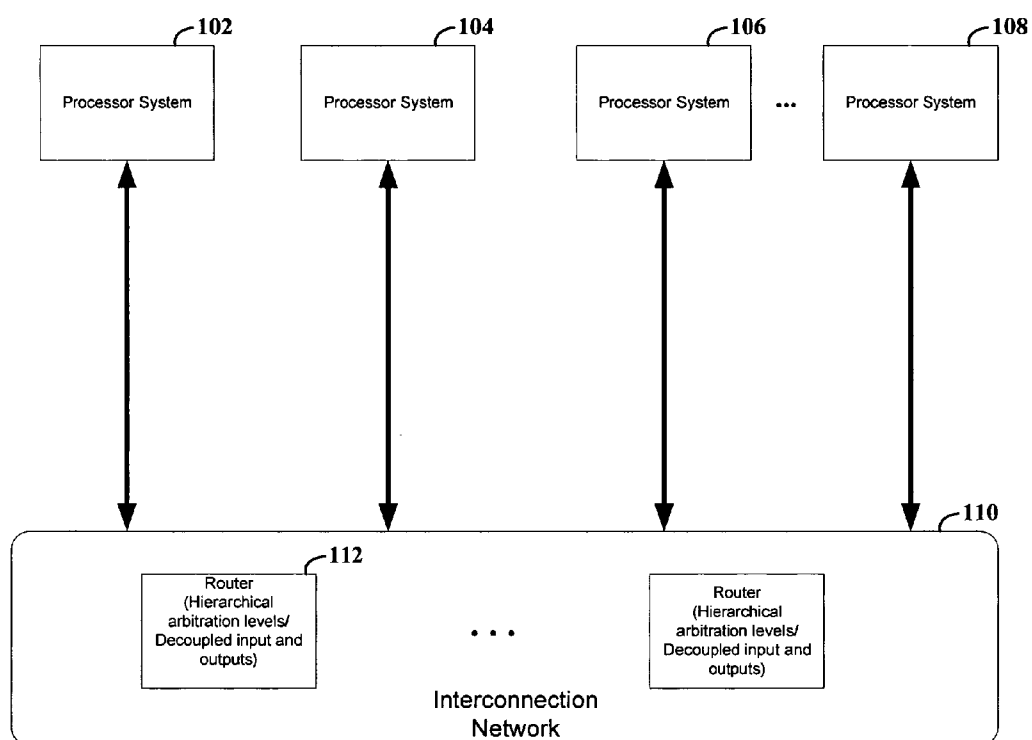 102
104
106
108
Processor System
Processor System
Processor System
...
Processor System
110
112
Router
(Hierarchical
arbitration levels/
Decoupled input and
outputs)
...
Router
(Hierarchical
arbitration levels/
Decoupled input and
outputs)
Interconnection
Network